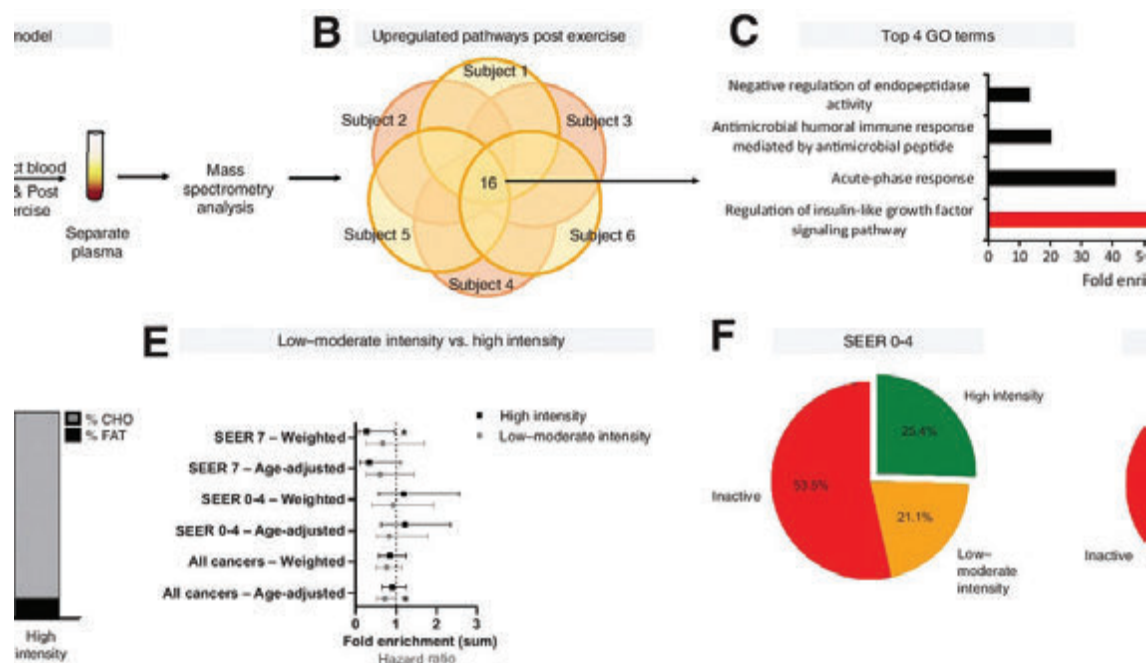 model
B
Upregulated pathways post exercise
C
Top 4 GO terms
Subject 1
Subject 2
Subject 3
16
Subject 5
Subject 6
Subject 4
ct blood
& Post
ercise
Separate
plasma
Mass
spectrometry
analysis
Negative regulation of endopeptidase
activity
Antimicrobial humoral immune response
mediated by antimicrobial peptide
Acute-phase response
Regulation of insulin-like growth factor
signaling pathway
0 10 20 30 40
Fold enri
% CHO
% FAT
High
intensity
E
Low–moderate intensity vs. high intensity
High intensity
Low–moderate intensity
SEER 7 – Weighted
SEER 7 – Age-adjusted
SEER 0-4 – Weighted
SEER 0-4 – Age-adjusted
All cancers – Weighted
All cancers – Age-adjusted
0 1 2 3
Fold enrichment (sum)
Hazard ratio
F
SEER 0-4
High intensity
25.4%
Inactive
21.1%
Low–
moderate
intensity
Inactive